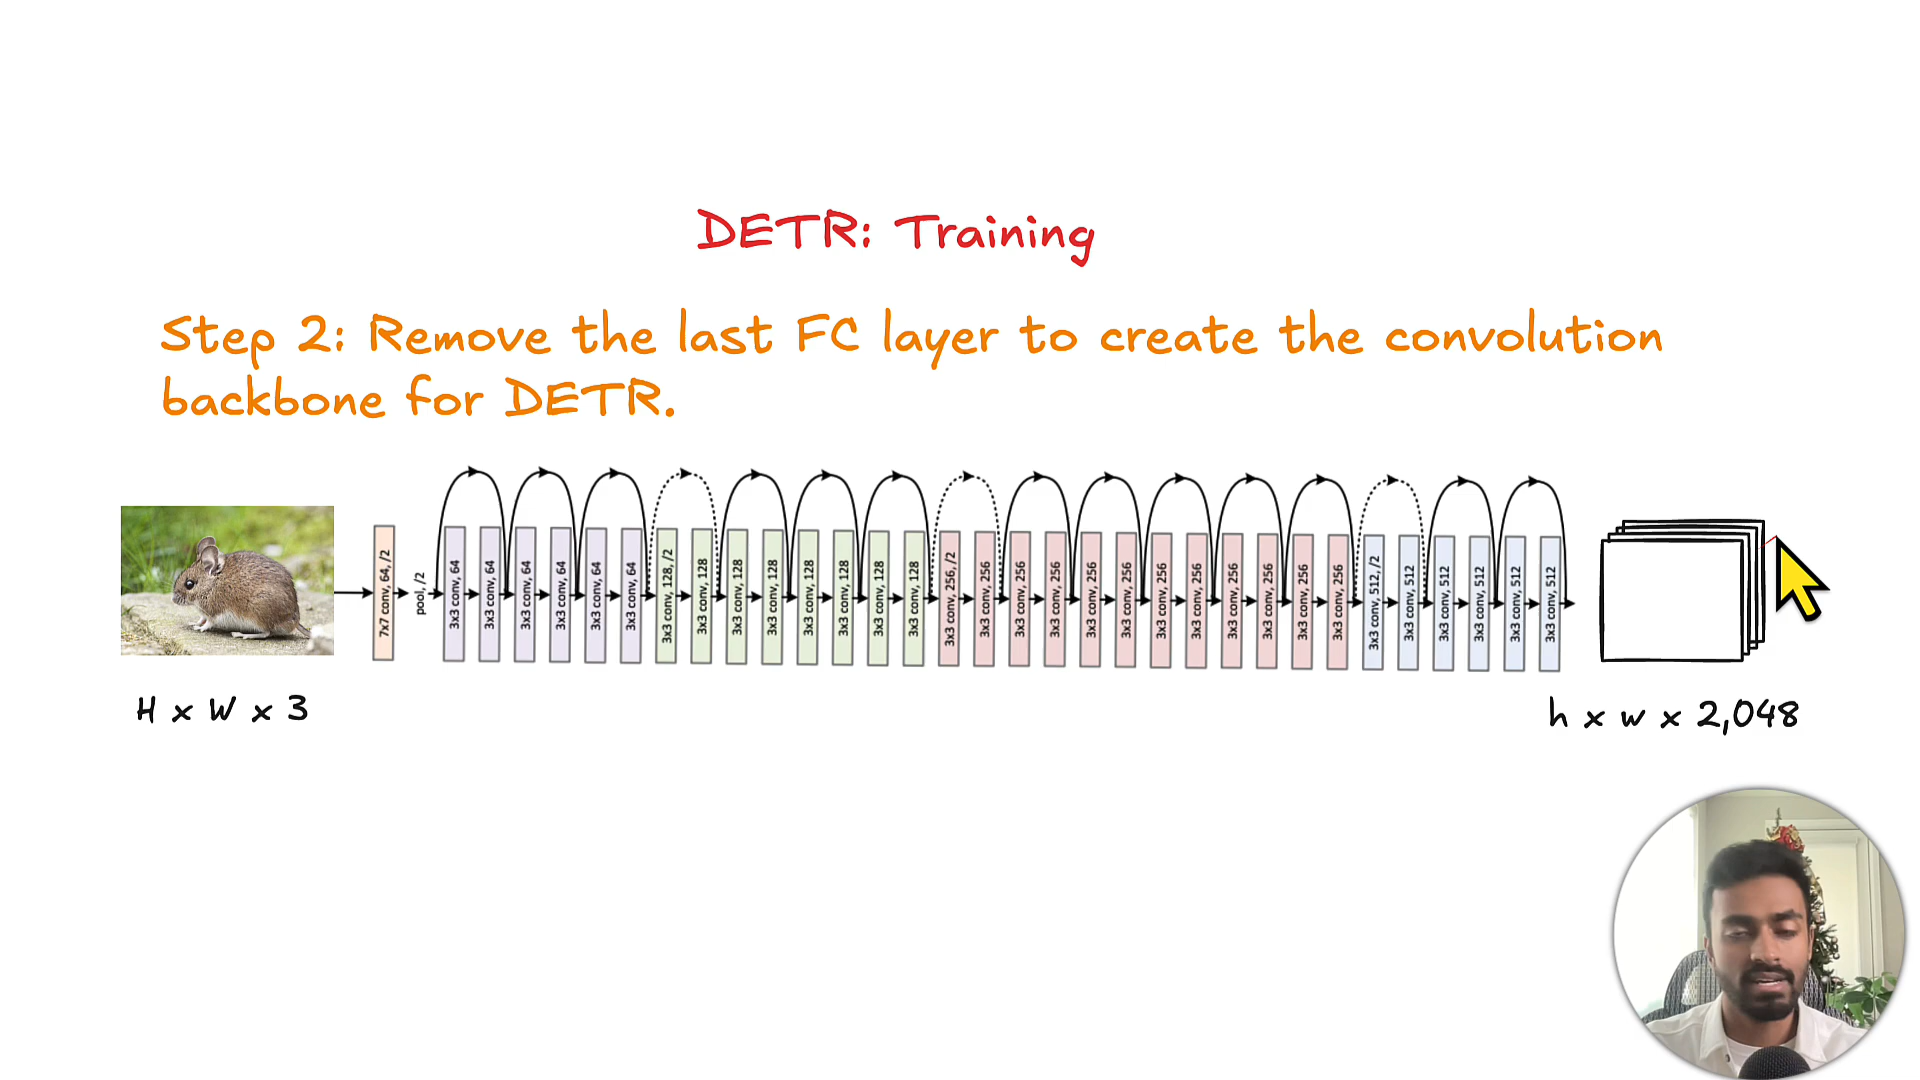 DETR: Training
Step 2: Remove the last FC layer to create the convolution
backbone for DETR.
7x7 conv, 64, /2
pool, /2
3x3 conv, 64
3x3 conv, 64
3x3 conv, 64
3x3 conv, 64
3x3 conv, 64
3x3 conv, 64
3x3 conv, 128, /2
3x3 conv, 128
3x3 conv, 128
3x3 conv, 128
3x3 conv, 128
3x3 conv, 128
3x3 conv, 128
3x3 conv, 128
3x3 conv, 256, /2
3x3 conv, 256
3x3 conv, 256
3x3 conv, 256
3x3 conv, 256
3x3 conv, 256
3x3 conv, 256
3x3 conv, 256
3x3 conv, 256
3x3 conv, 256
3x3 conv, 256
3x3 conv, 256
3x3 conv, 512, /2
3x3 conv, 512
3x3 conv, 512
3x3 conv, 512
3x3 conv, 512
3x3 conv, 512
H x W x 3
h x w x 2,048